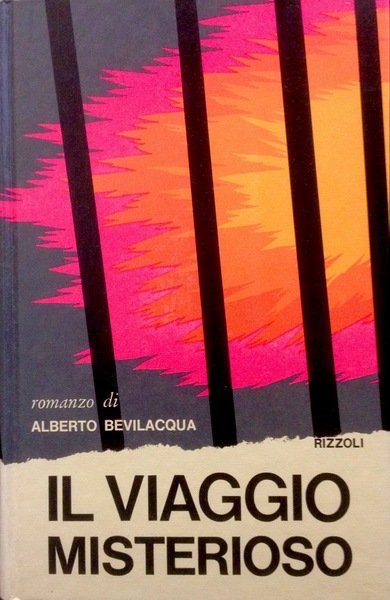 romanzo di
ALBERTO BEVILACQUA
RIZZOLI
IL VIAGGIO
MISTERIOSO